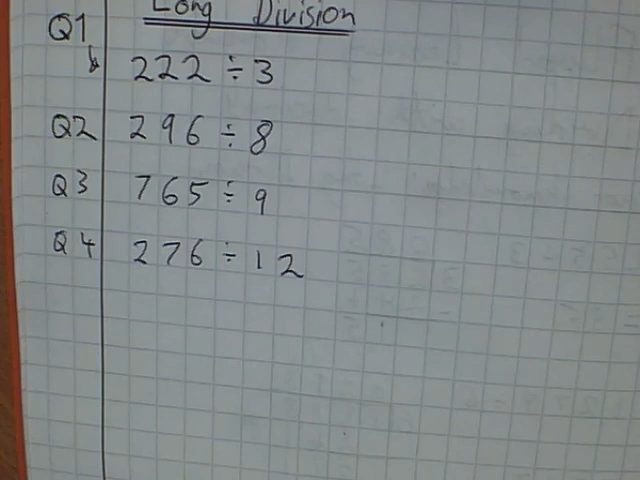 Long Division
Q1 222 ÷ 3
Q2 296 ÷ 8
Q3 765 ÷ 9
Q4 276 ÷ 12